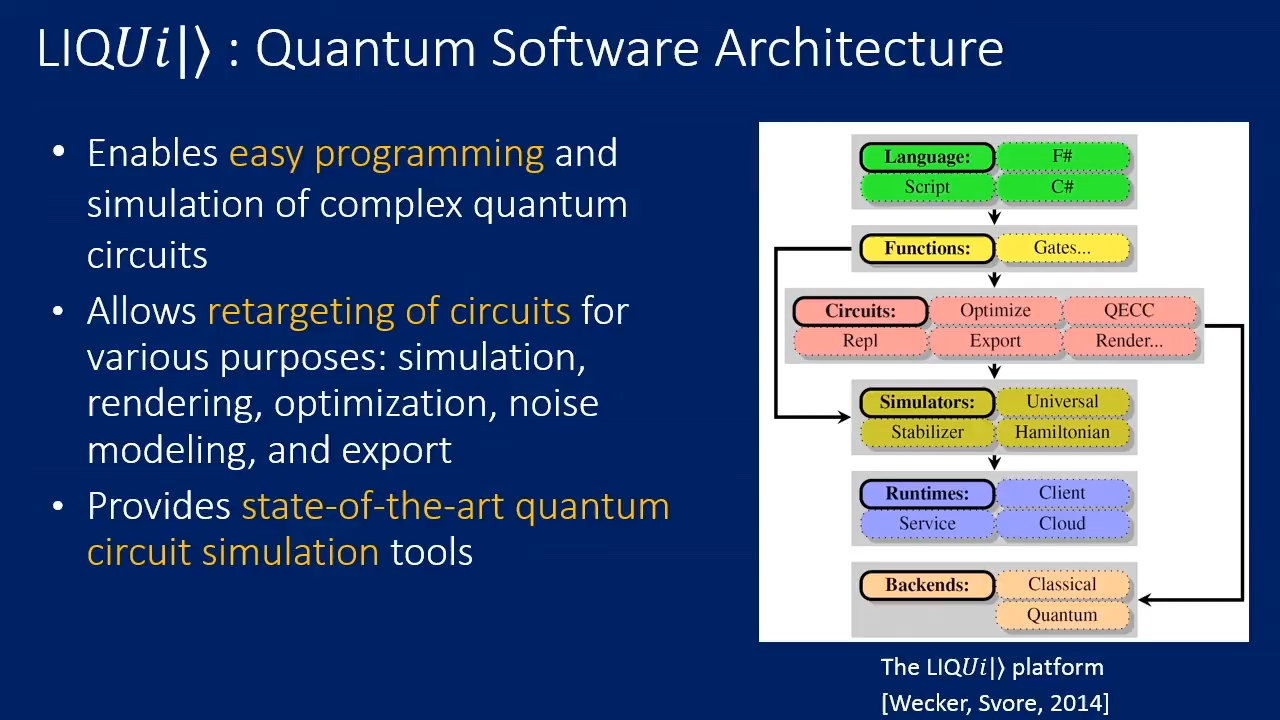 LIQ𝑈𝑖|⟩ : Quantum Software Architecture
• Enables easy programming and
simulation of complex quantum
circuits
• Allows retargeting of circuits for
various purposes: simulation,
rendering, optimization, noise
modeling, and export
• Provides state-of-the-art quantum
circuit simulation tools
Language: F#
Script C#
Functions: Gates...
Circuits: Optimize QECC
Repl Export Render...
Simulators: Universal
Stabilizer Hamiltonian
Runtimes: Client
Service Cloud
Backends: Classical
Quantum
The LIQ𝑈𝑖|⟩ platform
[Wecker, Svore, 2014]